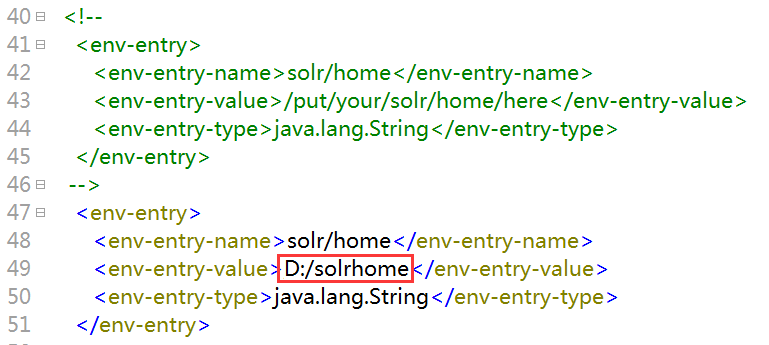 40 <!--
41 <env-entry>
42 <env-entry-name>solr/home</env-entry-name>
43 <env-entry-value>/put/your/solr/home/here</env-entry-value>
44 <env-entry-type>java.lang.String</env-entry-type>
45 </env-entry>
46 -->
47 <env-entry>
48 <env-entry-name>solr/home</env-entry-name>
49 <env-entry-value>D:/solrhome</env-entry-value>
50 <env-entry-type>java.lang.String</env-entry-type>
51 </env-entry>